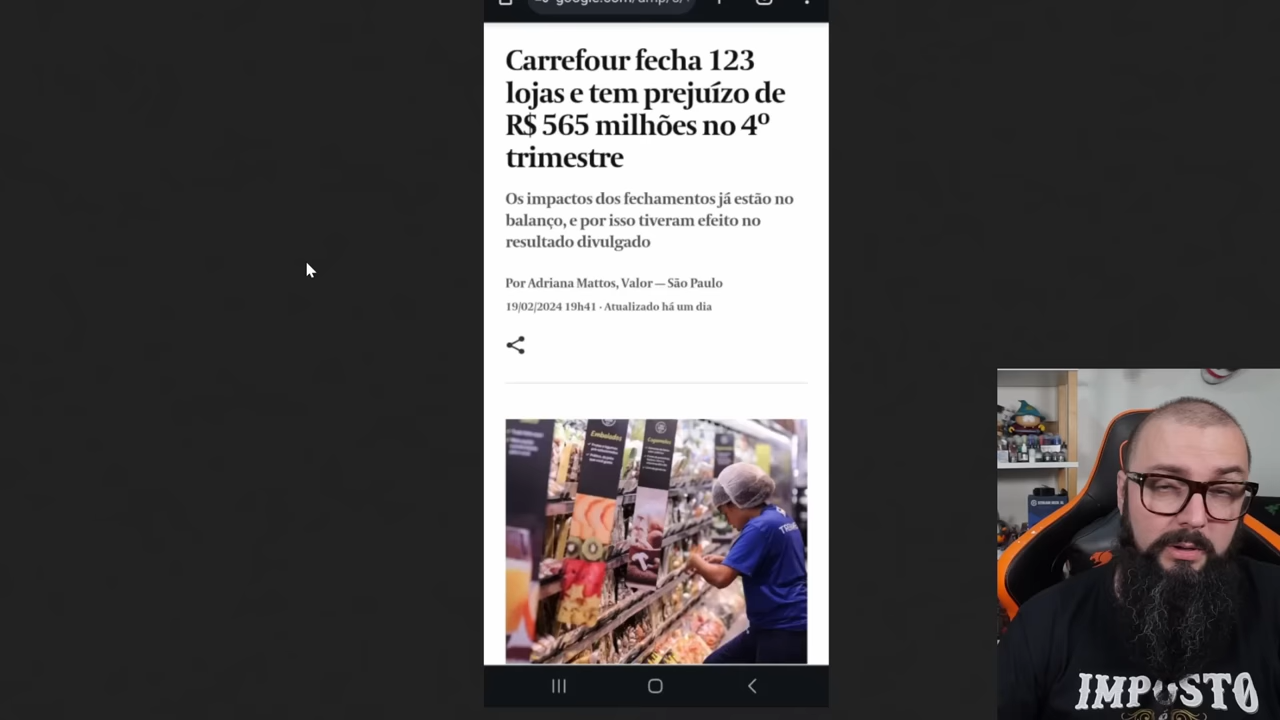 Carrefour fecha 123
lojas e tem prejuízo de
R$ 565 milhões no 4º
trimestre
Os impactos dos fechamentos já estão no
balanço, e por isso tiveram efeito no
resultado divulgado
Por Adriana Mattos, Valor — São Paulo
19/02/2024 19h41 · Atualizado há um dia
Embalados
Cogumelos
IMPOSTO